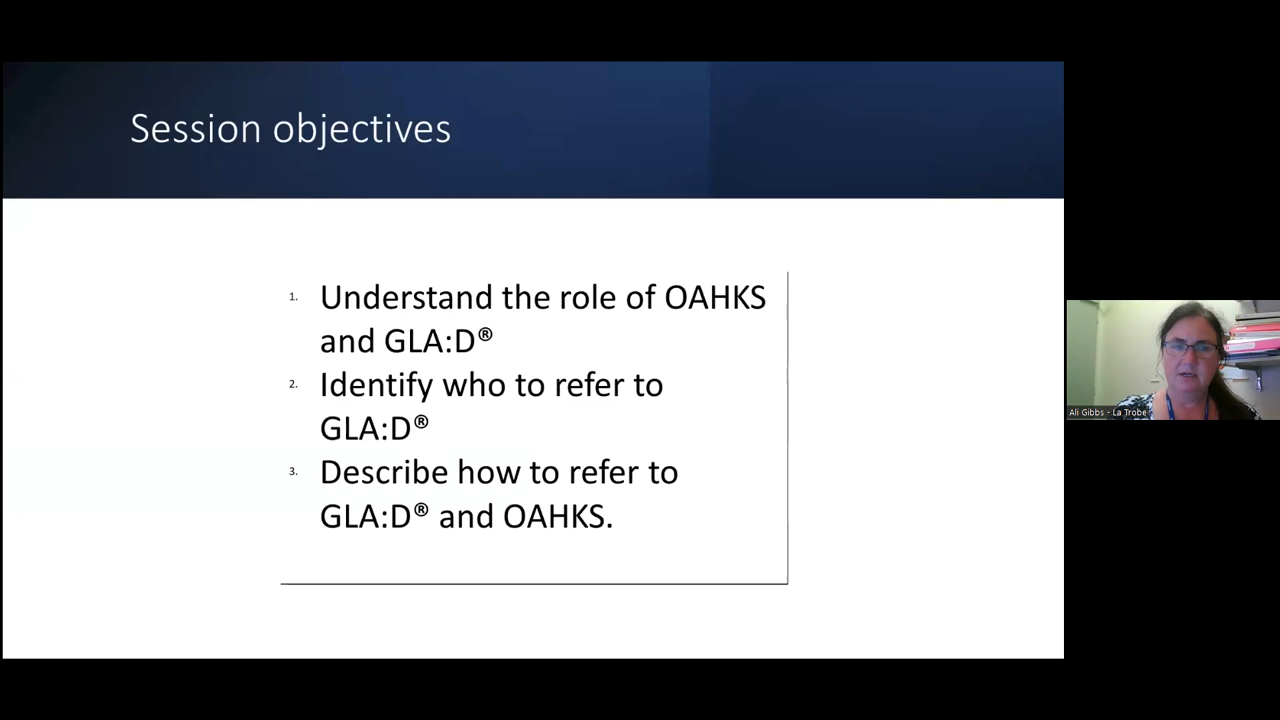 Session objectives
1. Understand the role of OAHKS
and GLA:D®
2. Identify who to refer to
GLA:D®
3. Describe how to refer to
GLA:D® and OAHKS.
Ali Gibbs - La Trobe